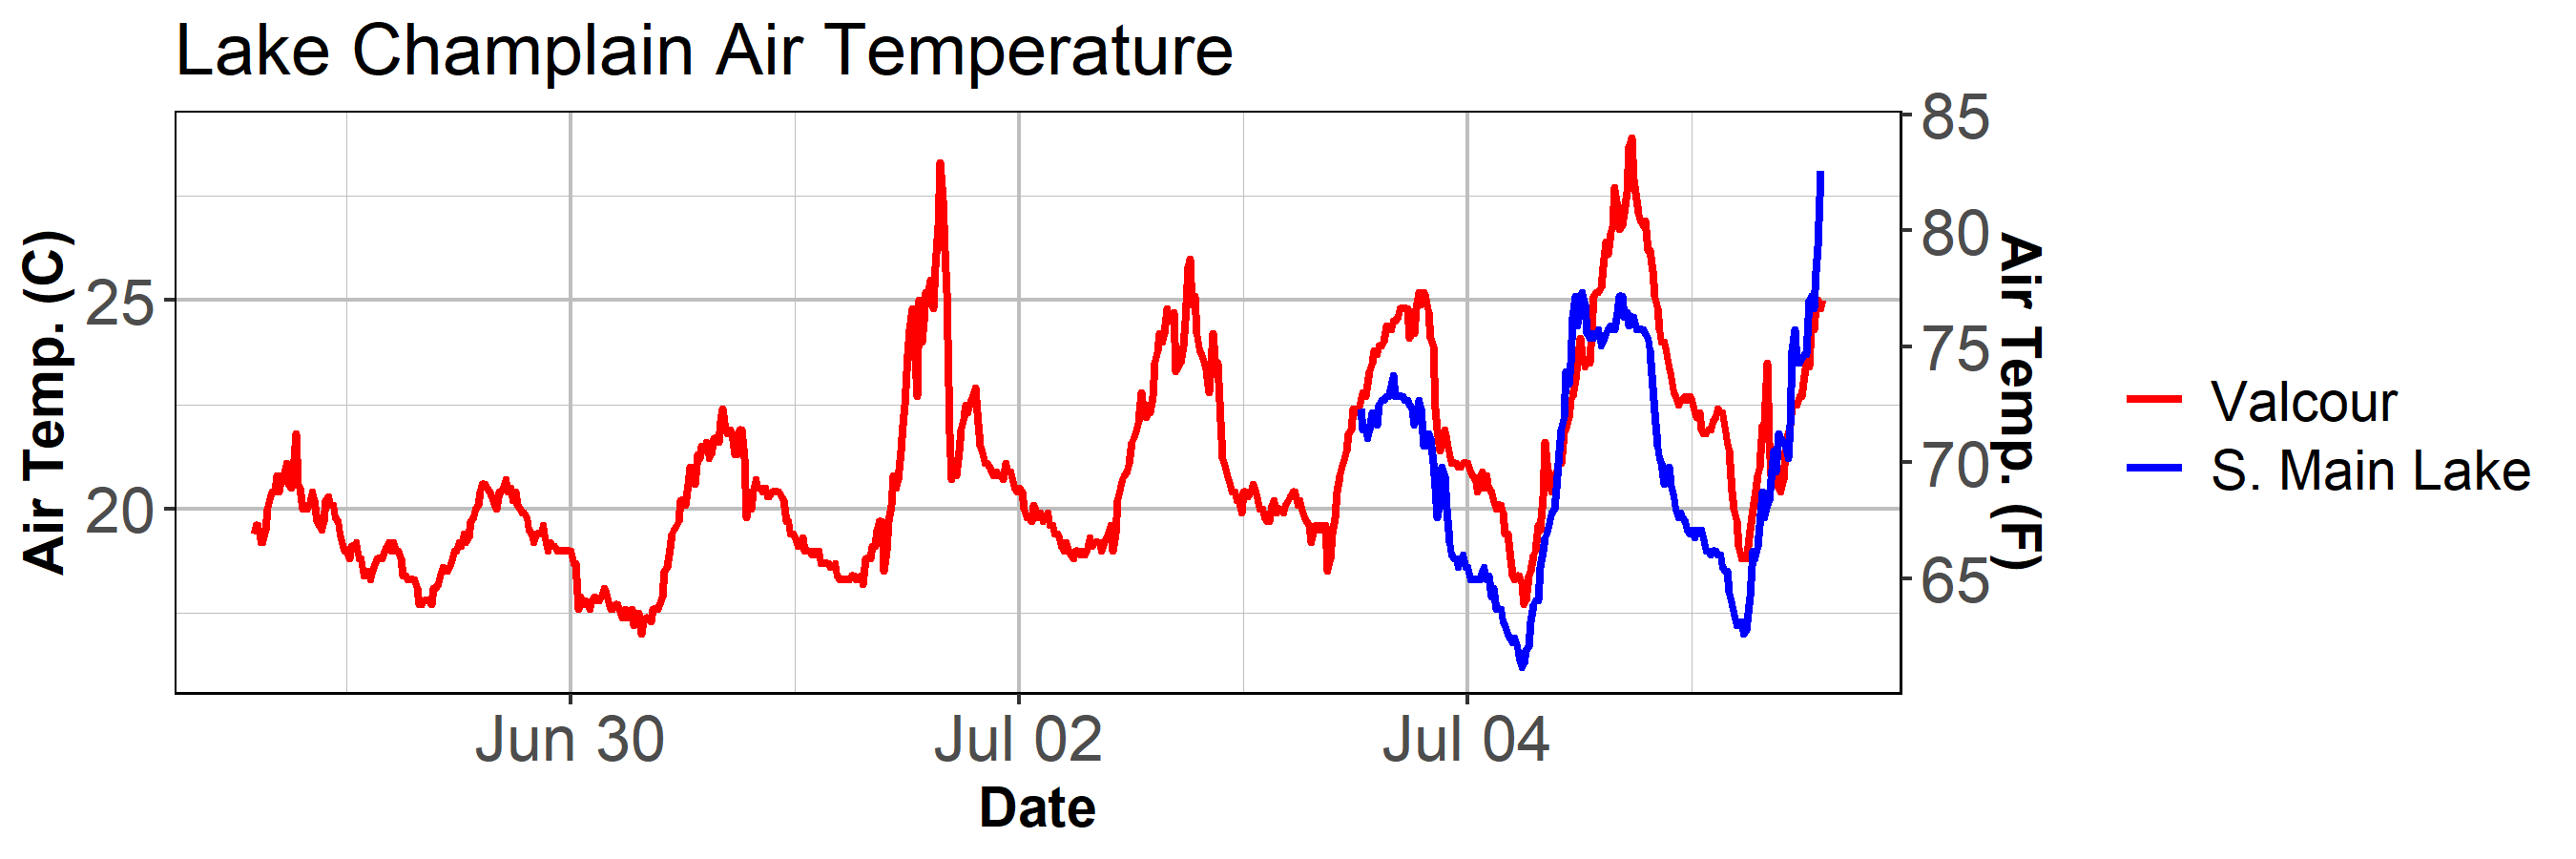 Lake Champlain Air Temperature
Air Temp. (C)
25
20
85
80
75
70
65
Air Temp. (F)
Valcour
S. Main Lake
Jun 30
Jul 02
Jul 04
Date